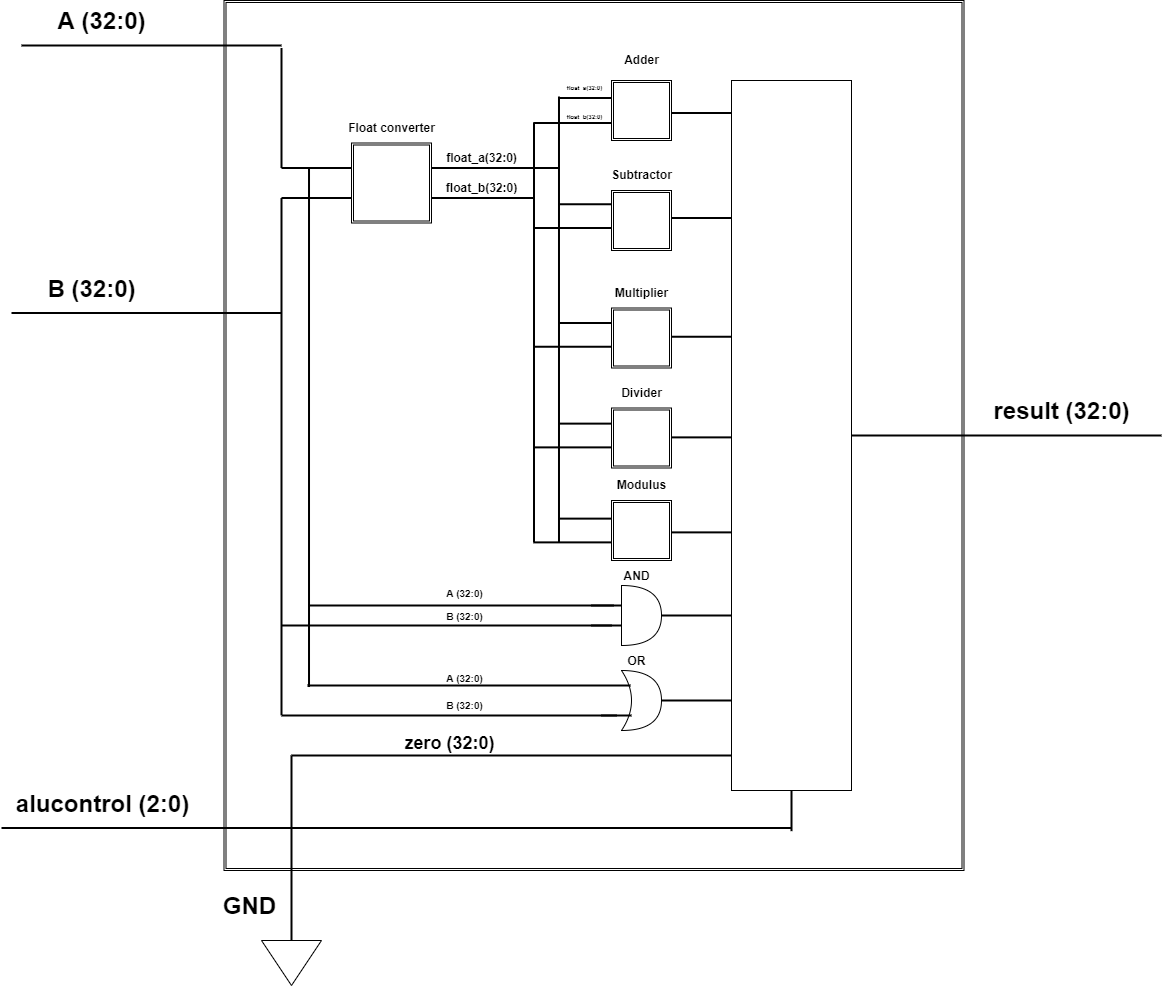 A (32:0)
Adder
float_a(32:0)
float_b(32:0)
Float converter
float_a(32:0)
float_b(32:0)
Subtractor
B (32:0)
Multiplier
Divider
result (32:0)
Modulus
AND
A (32:0)
B (32:0)
OR
A (32:0)
B (32:0)
zero (32:0)
alucontrol (2:0)
GND